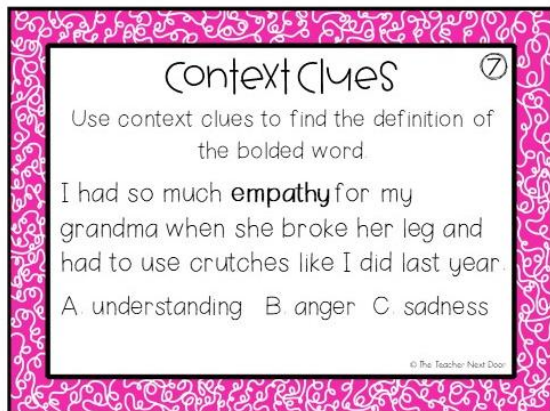 Context Clues
7
Use context clues to find the definition of
the bolded word.
I had so much empathy for my
grandma when she broke her leg and
had to use crutches like I did last year.
A. understanding B. anger C. sadness
© The Teacher Next Door